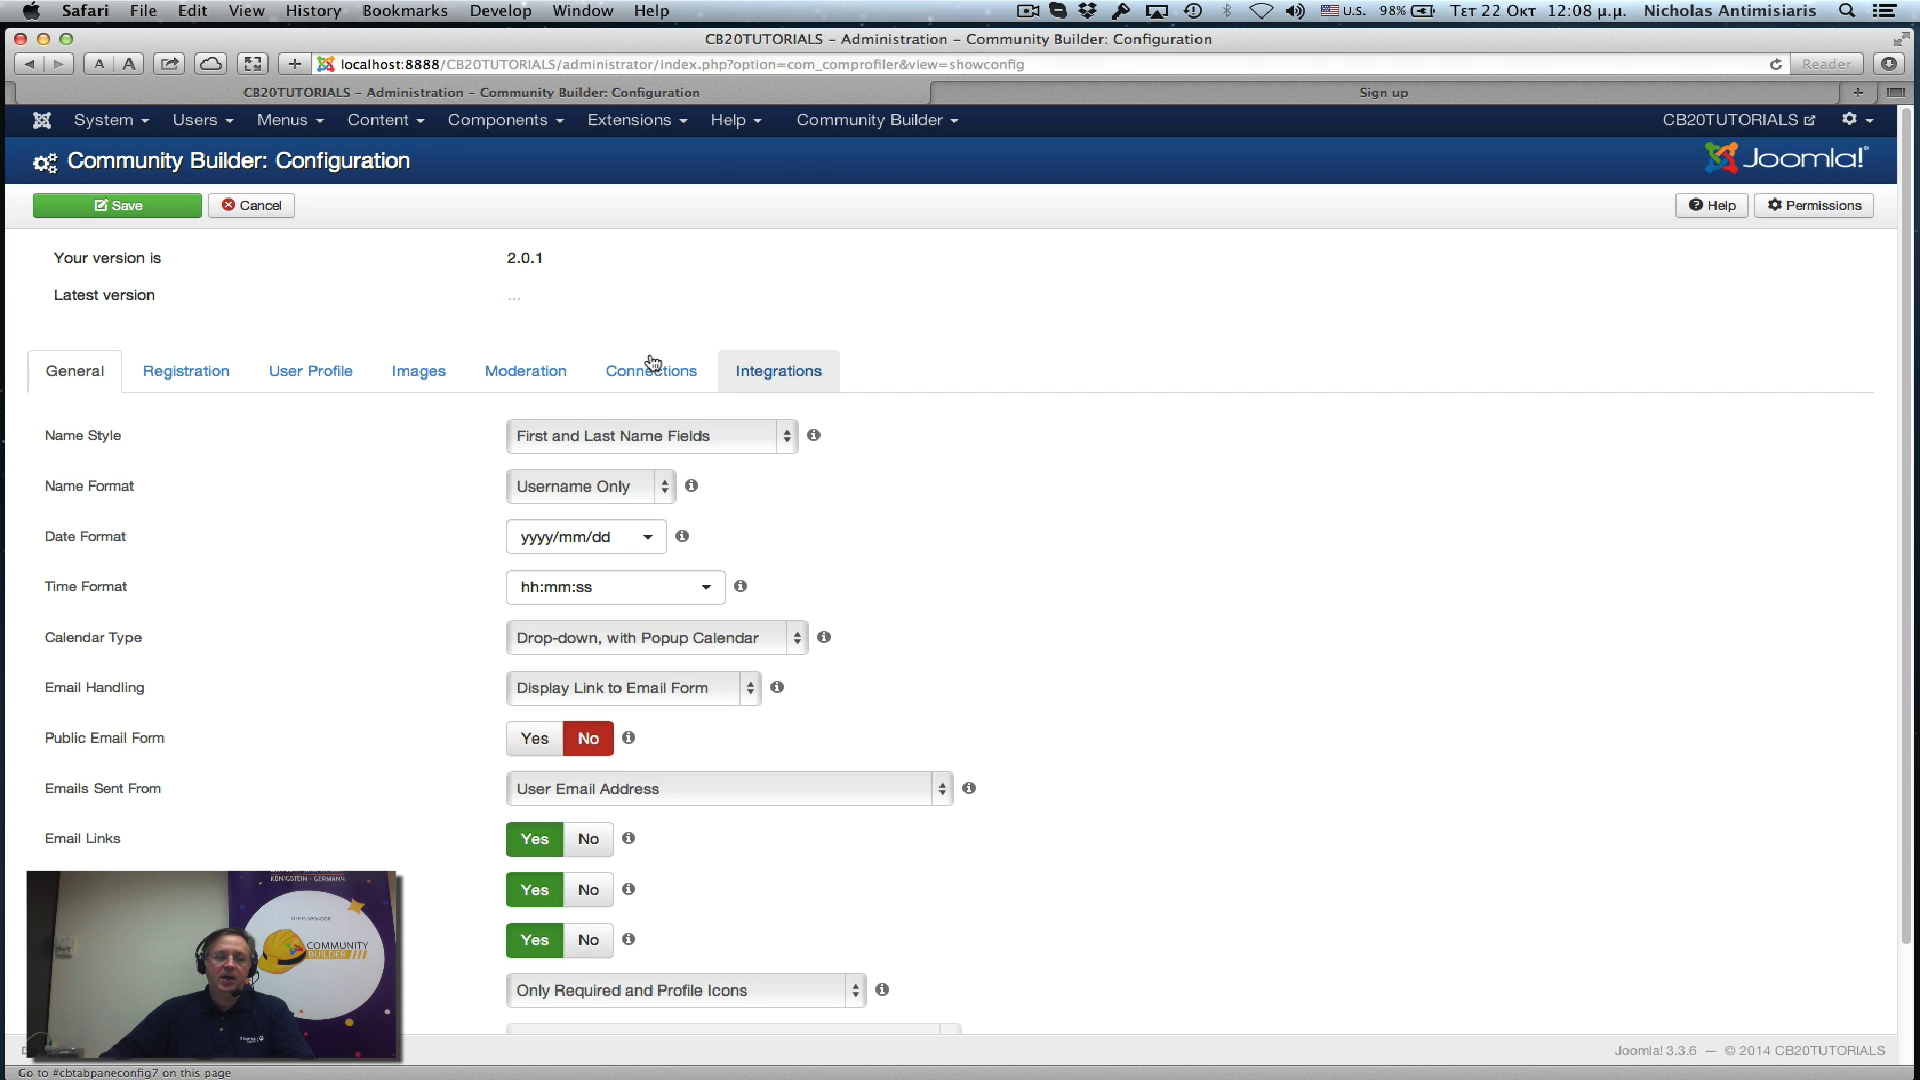 Safari File Edit View History Bookmarks Develop Window Help U.S. 98% Τετ 22 Οκτ 12:08 μ.μ. Nicholas Antimisiaris
CB20TUTORIALS – Administration – Community Builder: Configuration
A A + localhost:8888/CB20TUTORIALS/administrator/index.php?option=com_comprofiler&view=showconfig Reader
CB20TUTORIALS – Administration – Community Builder: Configuration Sign up +
System Users Menus Content Components Extensions Help Community Builder CB20TUTORIALS
Community Builder: Configuration Joomla!
Save Cancel Help Permissions
Your version is 2.0.1
Latest version ...
General Registration User Profile Images Moderation Connections Integrations
Name Style First and Last Name Fields
Name Format Username Only
Date Format yyyy/mm/dd
Time Format hh:mm:ss
Calendar Type Drop-down, with Popup Calendar
Email Handling Display Link to Email Form
Public Email Form Yes No
Emails Sent From User Email Address
Email Links Yes No
Yes No
Yes No
Only Required and Profile Icons
KÖNIGSTEIN - GERMANY
SPONSOR
COMMUNITY
BUILDER
Joomla! 3.3.6 — © 2014 CB20TUTORIALS
Go to #cbtabpaneconfig7 on this page